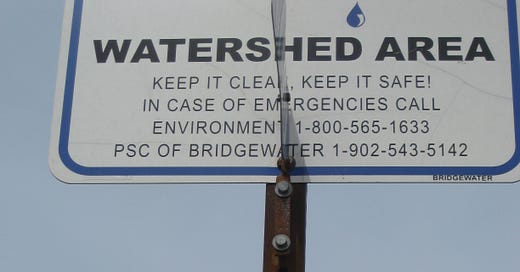 WATERSHED AREA
KEEP IT CLEAN, KEEP IT SAFE!
IN CASE OF EMERGENCIES CALL
ENVIRONMENT 1-800-565-1633
PSC OF BRIDGEWATER 1-902-543-5142
BRIDGEWATER